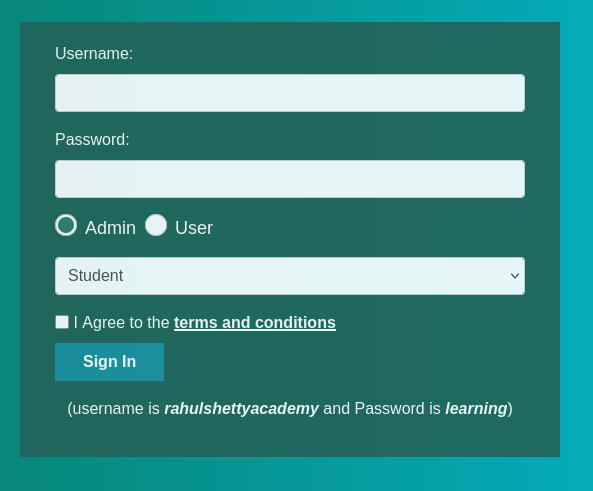 Username:
Password:
Admin User
Student
I Agree to the terms and conditions
Sign In
(username is rahulshettyacademy and Password is learning)